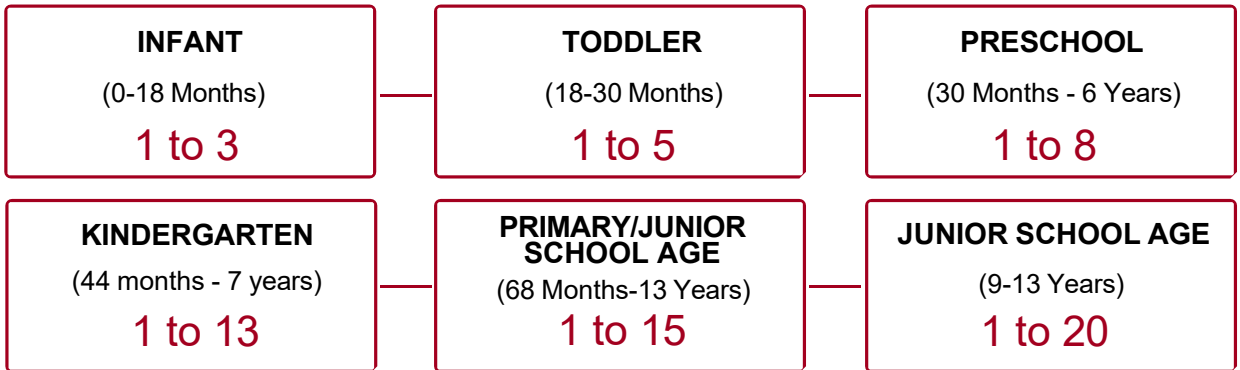 INFANT
(0-18 Months)
1 to 3
TODDLER
(18-30 Months)
1 to 5
PRESCHOOL
(30 Months - 6 Years)
1 to 8
KINDERGARTEN
(44 months - 7 years)
1 to 13
PRIMARY/JUNIOR
SCHOOL AGE
(68 Months-13 Years)
1 to 15
JUNIOR SCHOOL AGE
(9-13 Years)
1 to 20